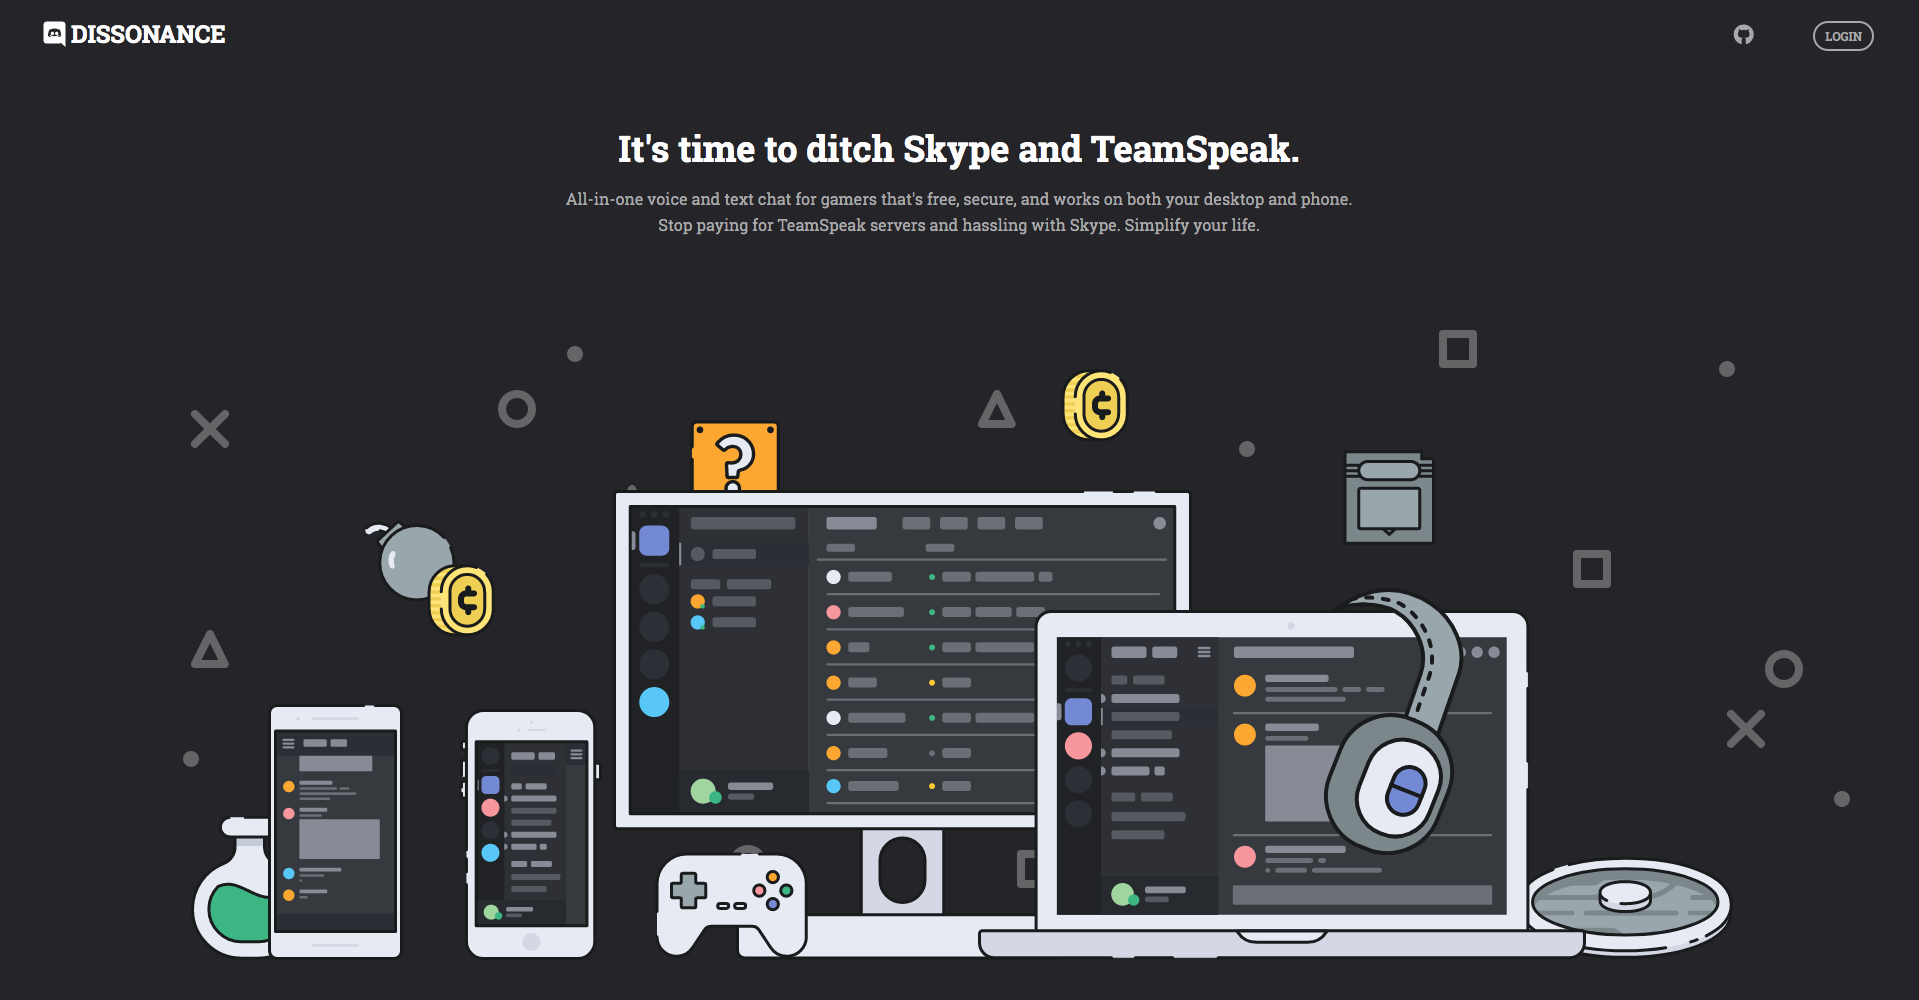 DISSONANCE
LOGIN
It's time to ditch Skype and TeamSpeak.
All-in-one voice and text chat for gamers that's free, secure, and works on both your desktop and phone.
Stop paying for TeamSpeak servers and hassling with Skype. Simplify your life.
¢
?
¢